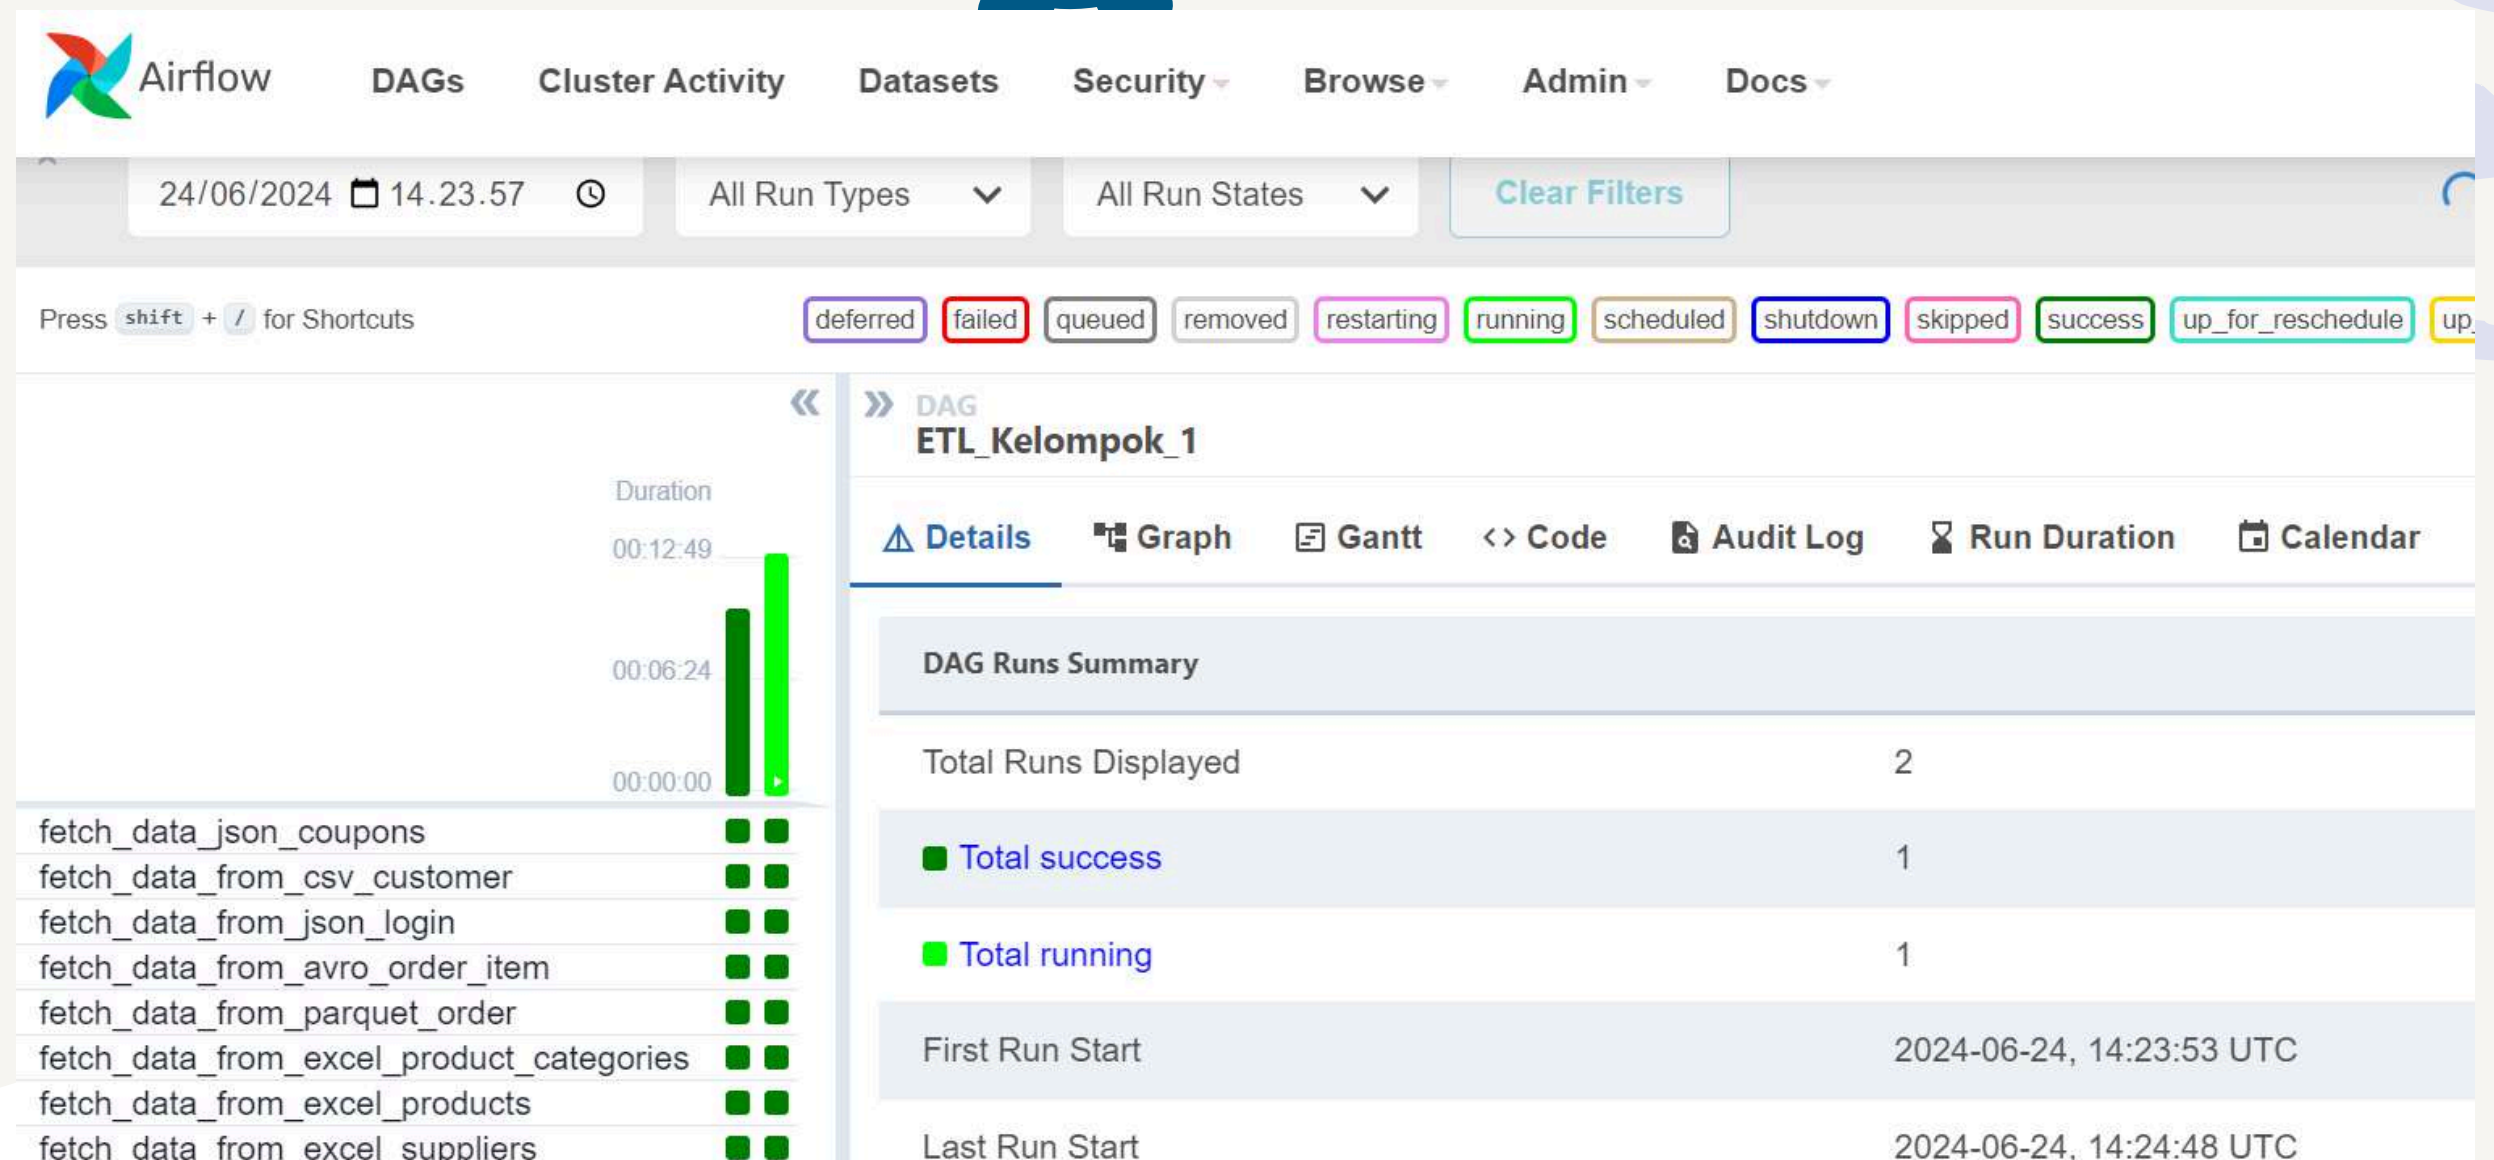 Airflow DAGs Cluster Activity Datasets Security Browse Admin Docs
24/06/2024 14.23.57 All Run Types All Run States Clear Filters
Press shift + / for Shortcuts
deferred failed queued removed restarting running scheduled shutdown skipped success up_for_reschedule up_
DAG
ETL_Kelompok_1
Duration
00:12:49
00:06:24
00:00:00
fetch_data_json_coupons
fetch_data_from_csv_customer
fetch_data_from_json_login
fetch_data_from_avro_order_item
fetch_data_from_parquet_order
fetch_data_from_excel_product_categories
fetch_data_from_excel_products
fetch_data_from_excel_suppliers
Details Graph Gantt <> Code Audit Log Run Duration Calendar
DAG Runs Summary
Total Runs Displayed 2
Total success 1
Total running 1
First Run Start 2024-06-24, 14:23:53 UTC
Last Run Start 2024-06-24, 14:24:48 UTC